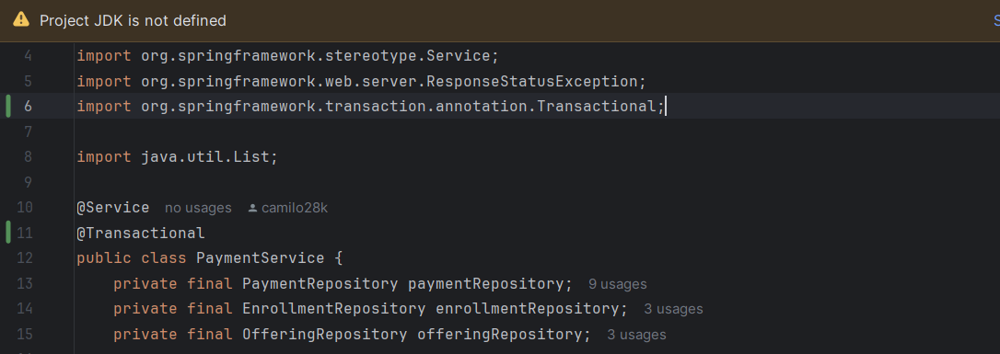 Project JDK is not defined
4 import org.springframework.stereotype.Service;
5 import org.springframework.web.server.ResponseStatusException;
6 import org.springframework.transaction.annotation.Transactional;
7
8 import java.util.List;
9
10 @Service no usages camilo28k
11 @Transactional
12 public class PaymentService {
13 private final PaymentRepository paymentRepository; 9 usages
14 private final EnrollmentRepository enrollmentRepository; 3 usages
15 private final OfferingRepository offeringRepository; 3 usages